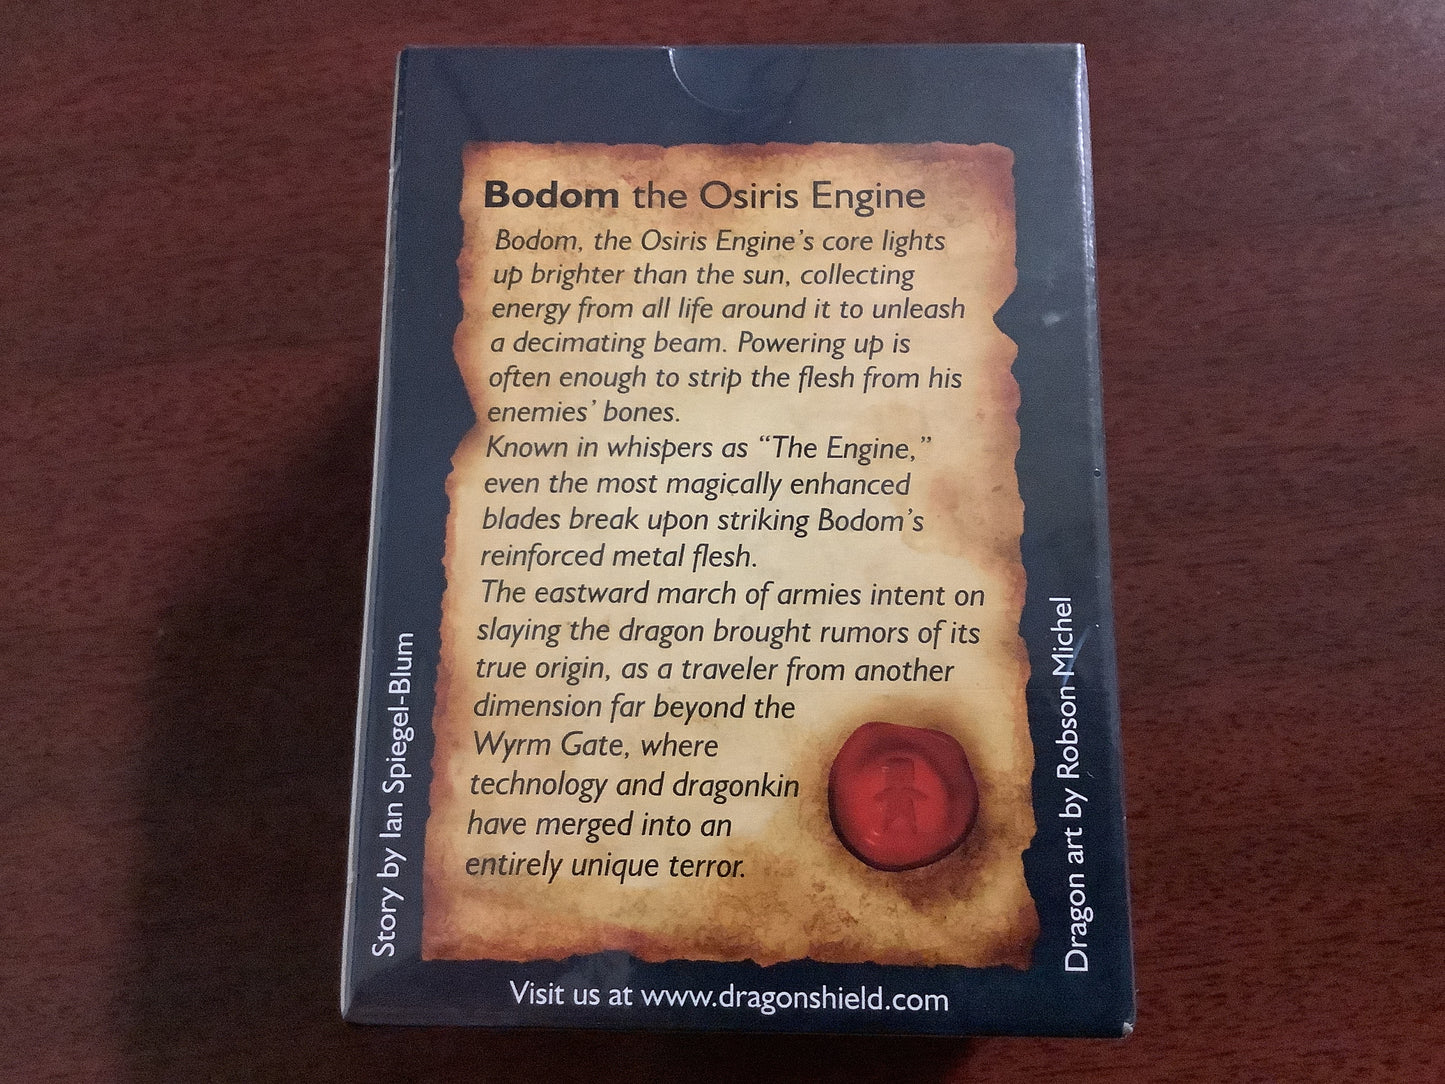 Bodom the Osiris Engine
Bodom, the Osiris Engine's core lights
up brighter than the sun, collecting
energy from all life around it to unleash
a decimating beam. Powering up is
often enough to strip the flesh from his
enemies' bones.
Known in whispers as “The Engine,”
even the most magically enhanced
blades break upon striking Bodom's
reinforced metal flesh.
The eastward march of armies intent on
slaying the dragon brought rumors of its
true origin, as a traveler from another
dimension far beyond the
Wyrm Gate, where
technology and dragonkin
have merged into an
entirely unique terror.
Story by Ian Spiegel-Blum
Dragon art by Robson Michel
Visit us at www.dragonshield.com